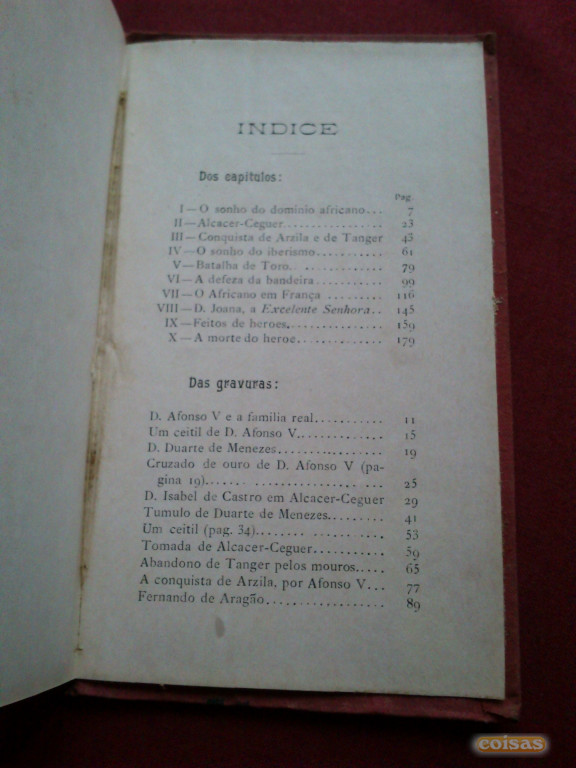 INDICE
Dos capitulos:
Pag.
I—O sonho do dominio africano... 7
II—Alcacer-Ceguer............... 23
III—Conquista de Arzila e de Tanger 43
IV—O sonho do iberismo............ 61
V—Batalha de Toro.. ............. 79
VI—A defeza da bandeira .......... 99
VII—O Africano em França ......... 116
VIII—D. Joana, a Excelente Senhora.. 145
IX—Feitos de heroes.............. 159
X—A morte do heroe............... 179
Das gravuras:
D. Afonso V e a familia real........... 11
Um ceitil de D. Afonso V.............. 15
D. Duarte de Menezes ................. 19
Cruzado de ouro de D. Afonso V (pa-
gina 19)............................ 25
D. Isabel de Castro em Alcacer-Ceguer 29
Tumulo de Duarte de Menezes........ 41
Um ceitil (pag. 34).................... 53
Tomada de Alcacer-Ceguer........... 59
Abandono de Tanger pelos mouros..... 65
A conquista de Arzila, por Afonso V... 77
Fernando de Aragão.................. 89
coisas